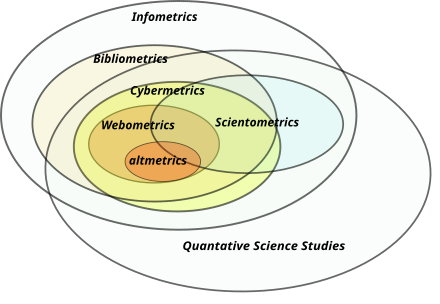 Infometrics
Bibliometrics
Cybermetrics
Webometrics
Scientometrics
altmetrics
Quantative Science Studies